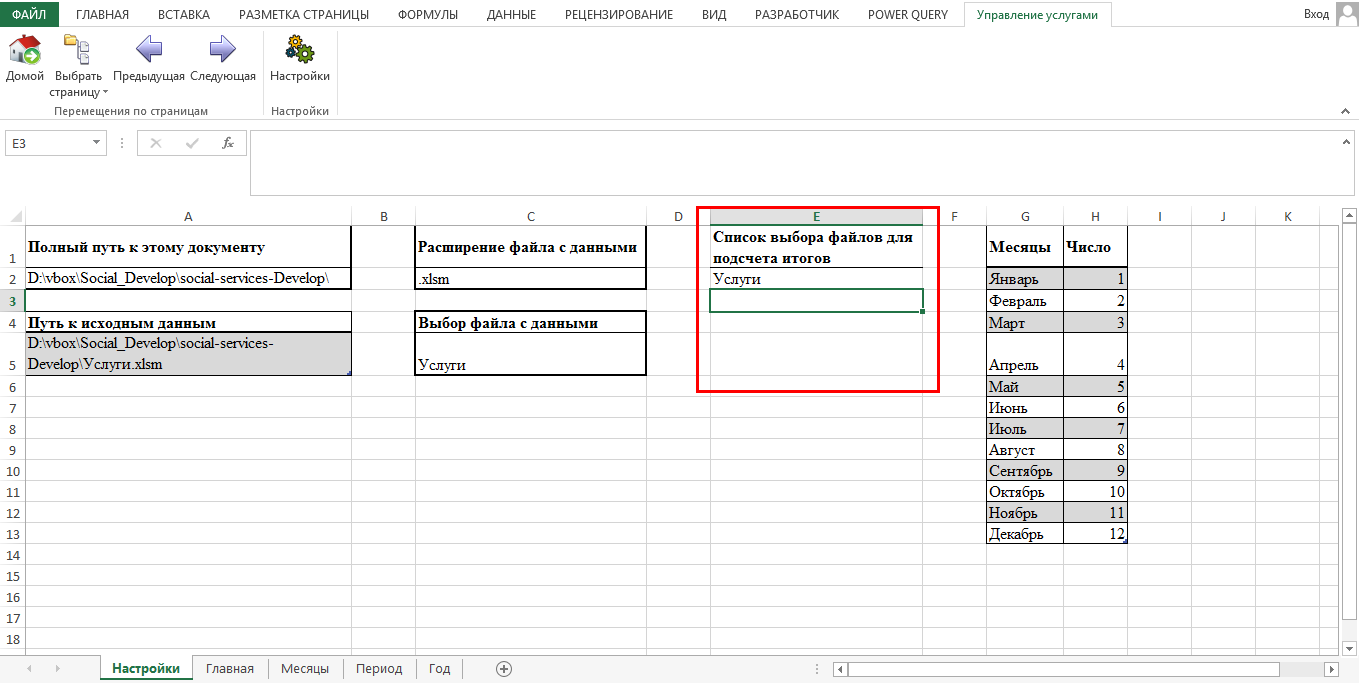 ФАЙЛ ГЛАВНАЯ ВСТАВКА РАЗМЕТКА СТРАНИЦЫ ФОРМУЛЫ ДАННЫЕ РЕЦЕНЗИРОВАНИЕ ВИД РАЗРАБОТЧИК POWER QUERY Управление услугами Вход
Домой Выбрать Предыдущая Следующая Настройки
страницу
Перемещения по страницам Настройки
E3 fx
A B C D E F G H I J K
Список выбора файлов для
1 Полный путь к этому документу Расширение файла с данными подсчета итогов Месяцы Число
2 D:\vbox\Social_Develop\social-services-Develop\ .xlsm Услуги Январь 1
3 Февраль 2
4 Путь к исходным данным Выбор файла с данными Март 3
D:\vbox\Social_Develop\social-services-
5 Develop\Услуги.xlsm Услуги Апрель 4
6 Май 5
7 Июнь 6
8 Июль 7
9 Август 8
10 Сентябрь 9
11 Октябрь 10
12 Ноябрь 11
13 Декабрь 12
14
15
16
17
18
Настройки Главная Месяцы Период Год